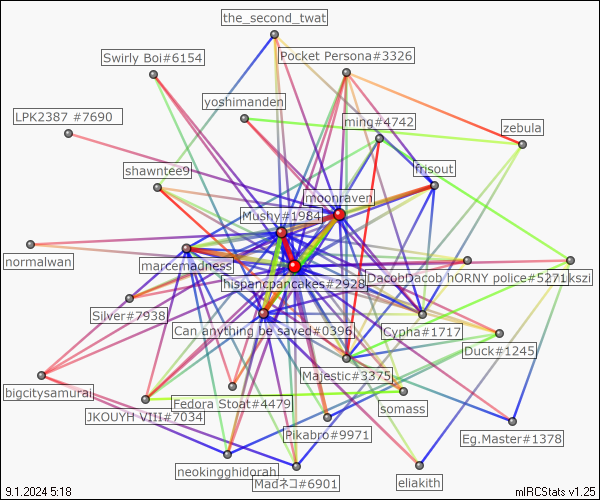 the_second_twat
Swirly Boi#6154
Pocket Persona#3326
yoshimanden
LPK2387 #7690
ming#4742
zebula
shawntee9
frisout
moonraven
Mushy#1984
normalwan
marcemadness
DacobDacob hORNY police#5271
kszi
hispancpancakes#2928
Silver#7938
Can anything be saved#0396
Cypha#1717
Duck#1245
Majestic#3375
bigcitysamurai
Fedora Stoat#4479
somass
JKOUYH VIII#7034
Pikabro#9971
Eg.Master#1378
neokingghidorah
Madネコ#6901
eliakith
9.1.2024 5:18
mIRCStats v1.25